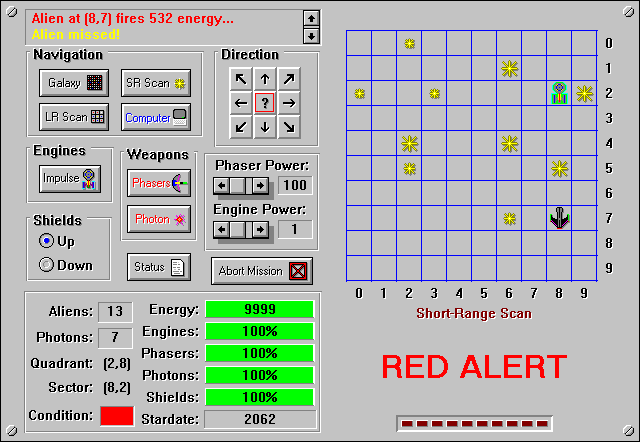 Alien at (8,7) fires 532 energy...
Alien missed!
Navigation
Galaxy
SR Scan
LR Scan
Computer
Direction
?
Engines
Impulse
Weapons
Phasers
Photon
Phaser Power:
100
Engine Power:
1
Shields
Up
Down
Status
Abort Mission
Aliens: 13
Photons: 7
Quadrant: (2,8)
Sector: (8,2)
Condition:
Energy: 9999
Engines: 100%
Phasers: 100%
Photons: 100%
Shields: 100%
Stardate: 2062
0
1
2
3
4
5
6
7
8
9
0 1 2 3 4 5 6 7 8 9
Short-Range Scan
RED ALERT